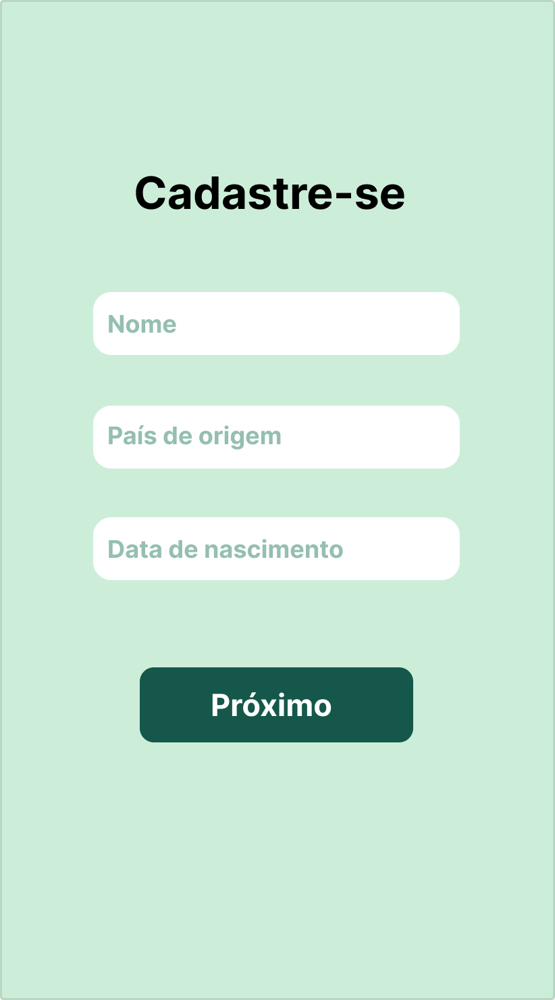 Cadastre-se
Nome
País de origem
Data de nascimento
Próximo